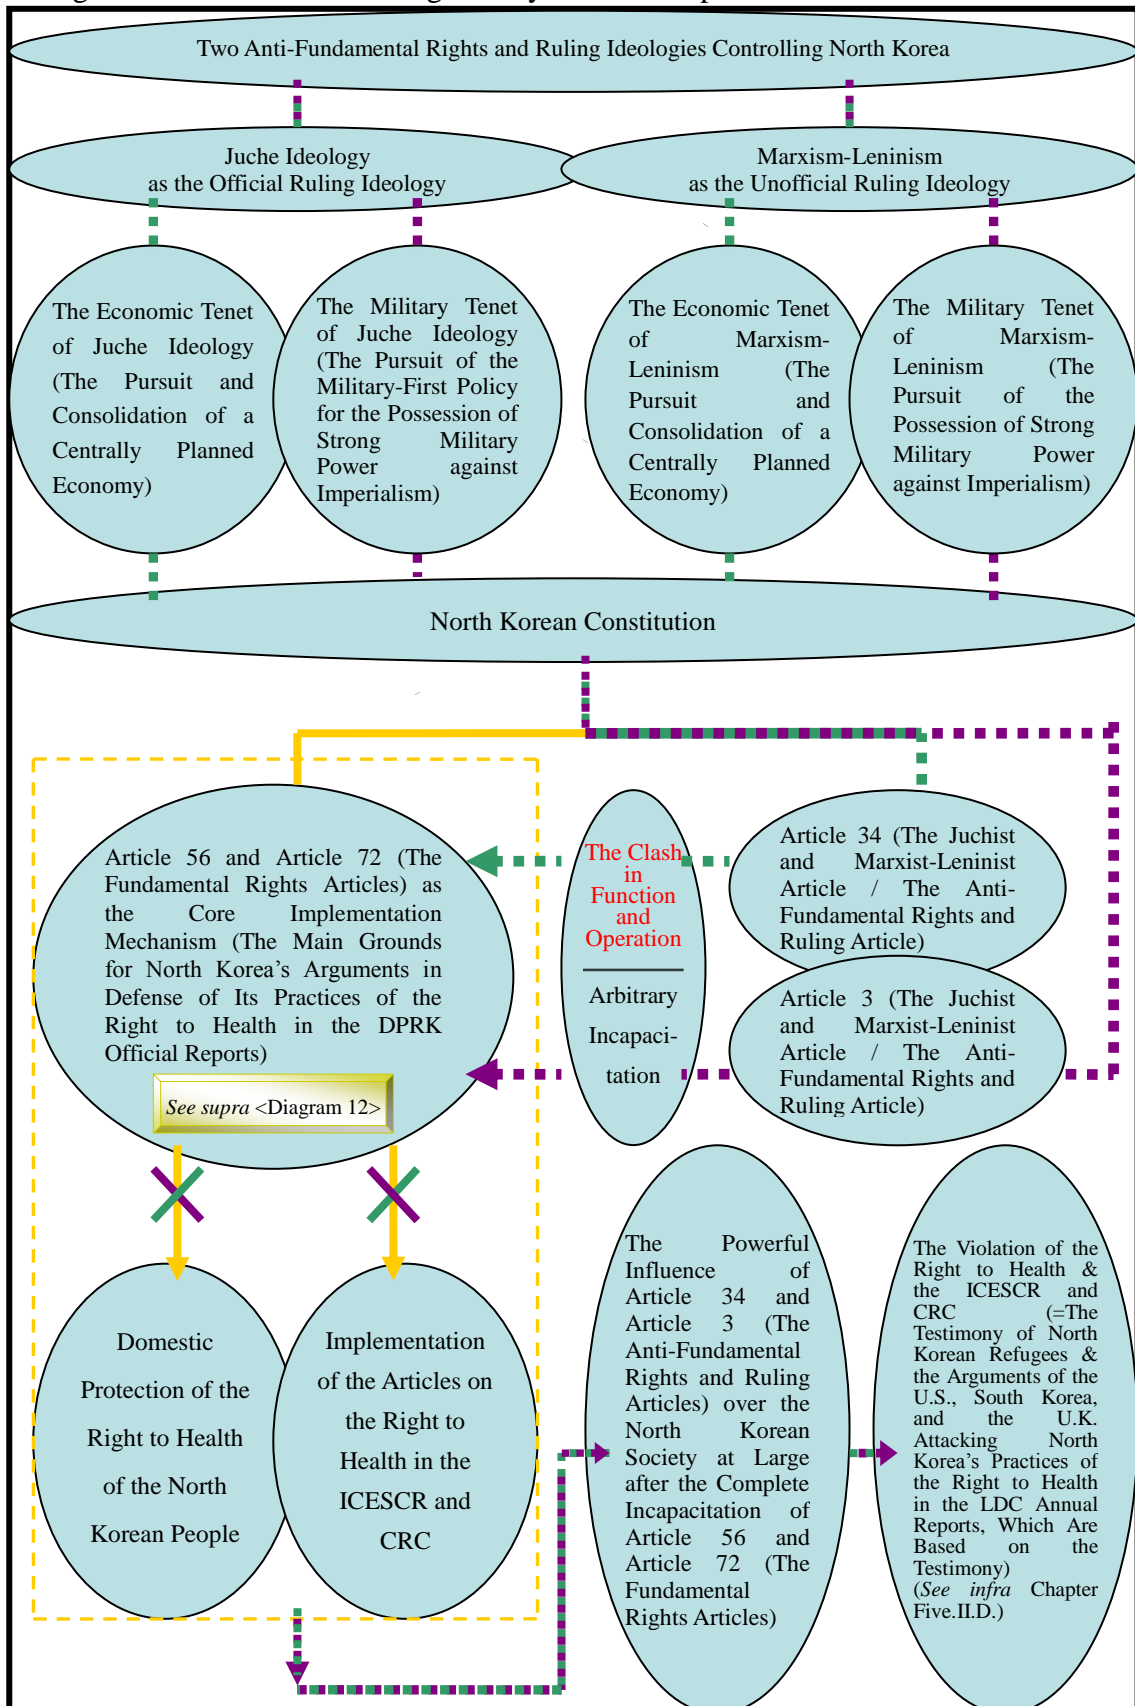 Two Anti-Fundamental Rights and Ruling Ideologies Controlling North Korea
Juche Ideology
as the Official Ruling Ideology
Marxism-Leninism
as the Unofficial Ruling Ideology
The Economic Tenet
of Juche Ideology
(The Pursuit and
Consolidation of a
Centrally Planned
Economy)
The Military Tenet
of Juche Ideology
(The Pursuit of the
Military-First Policy
for the Possession of
Strong Military
Power against
Imperialism)
The Economic Tenet
of Marxism-
Leninism (The
Pursuit and
Consolidation of a
Centrally Planned
Economy)
The Military Tenet
of Marxism-
Leninism (The
Pursuit of the
Possession of Strong
Military Power
against Imperialism)
North Korean Constitution
Article 56 and Article 72 (The
Fundamental Rights Articles) as
the Core Implementation
Mechanism (The Main Grounds
for North Korea's Arguments in
Defense of Its Practices of the
Right to Health in the DPRK
Official Reports)
See supra <Diagram 12>
The Clash
in
Function
and
Operation
Arbitrary
Incapaci-
tation
Article 34 (The Juchist
and Marxist-Leninist
Article / The Anti-
Fundamental Rights and
Ruling Article)
Article 3 (The Juchist
and Marxist-Leninist
Article / The Anti-
Fundamental Rights and
Ruling Article)
Domestic
Protection of the
Right to Health
of the North
Korean People
Implementation
of the Articles on
the Right to
Health in the
ICESCR and
CRC
The Powerful
Influence of
Article 34 and
Article 3 (The
Anti-Fundamental
Rights and Ruling
Articles) over the
North Korean
Society at Large
after the Complete
Incapacitation of
Article 56 and
Article 72 (The
Fundamental
Rights Articles)
The Violation of the
Right to Health &
the ICESCR and
CRC (=The
Testimony of North
Korean Refugees &
the Arguments of the
U.S., South Korea,
and the U.K.
Attacking North
Korea's Practices of
the Right to Health
in the LDC Annual
Reports, Which Are
Based on the
Testimony)
(See infra Chapter
Five.II.D.)